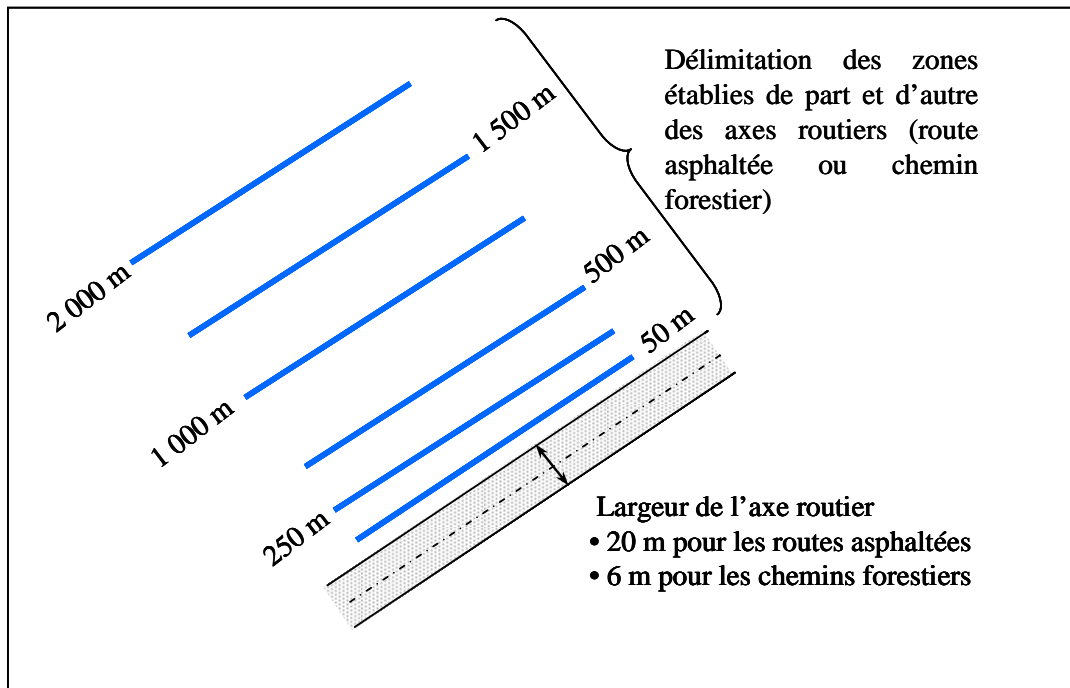 Délimitation des zones
établies de part et d’autre
des axes routiers (route
asphaltée ou chemin
forestier)
1 500 m
2 000 m
500 m
50 m
1 000 m
250 m
Largeur de l’axe routier
• 20 m pour les routes asphaltées
• 6 m pour les chemins forestiers